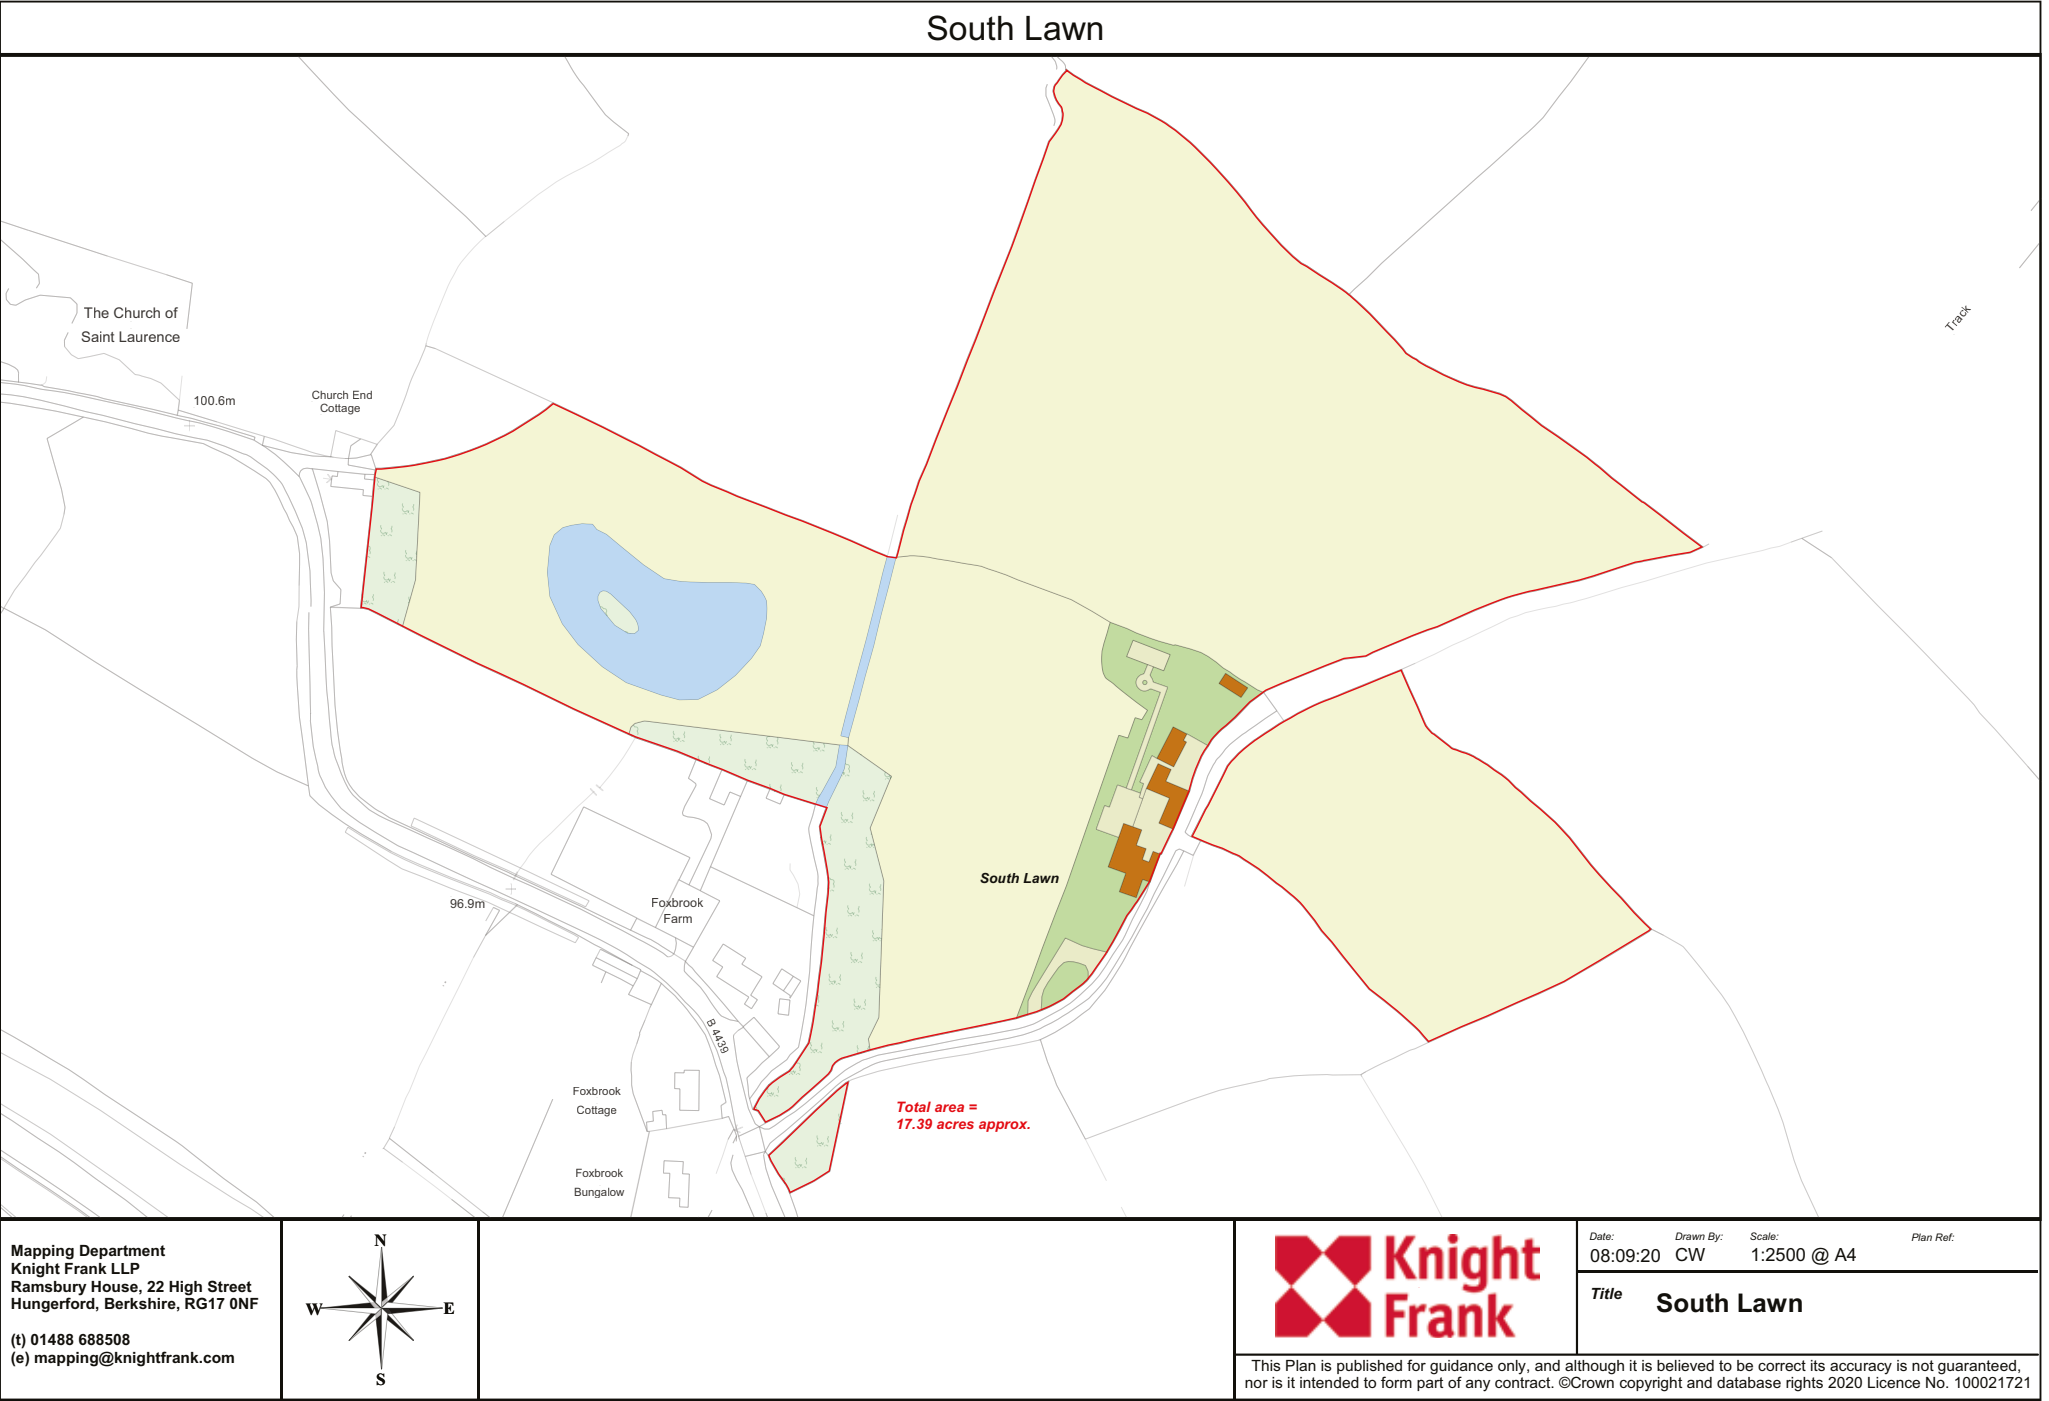 South Lawn
The Church of
Saint Laurence
100.6m
Church End
Cottage
Track
South Lawn
96.9m
Foxbrook
Farm
B 4439
Foxbrook
Cottage
Total area =
17.39 acres approx.
Foxbrook
Bungalow
Mapping Department
Knight Frank LLP
Ramsbury House, 22 High Street
Hungerford, Berkshire, RG17 0NF
(t) 01488 688508
(e) mapping@knightfrank.com
N
W E
S
Knight
Frank
Date: Drawn By: Scale: Plan Ref:
08:09:20 CW 1:2500 @ A4
Title South Lawn
This Plan is published for guidance only, and although it is believed to be correct its accuracy is not guaranteed,
nor is it intended to form part of any contract. ©Crown copyright and database rights 2020 Licence No. 100021721